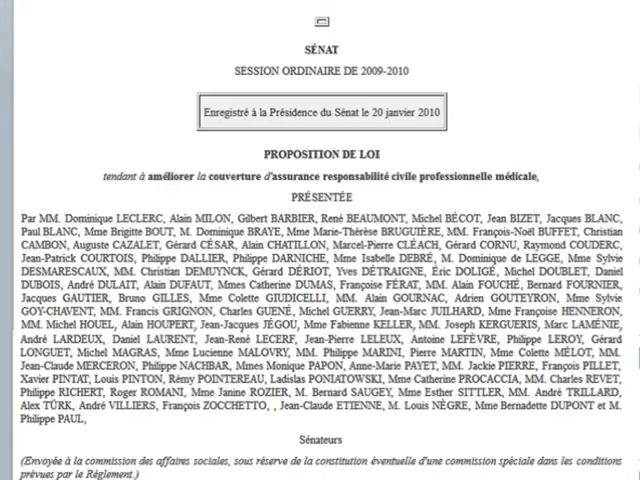 SÉNAT
SESSION ORDINAIRE DE 2009-2010
Enregistré à la Présidence du Sénat le 20 janvier 2010
PROPOSITION DE LOI
tendant à améliorer la couverture d'assurance responsabilité civile professionnelle médicale,
PRÉSENTÉE
Par MM. Dominique LECLERC, Alain MILON, Gilbert BARBIER, René BEAUMONT, Michel BÉCOT, Jean BIZET, Jacques BLANC,
Paul BLANC, Mme Brigitte BOUT, M. Dominique BRAYE, Mme Marie-Thérèse BRUGUIÈRE, MM. François-Noël BUFFET, Christian
CAMBON, Auguste CAZALET, Gérard CÉSAR, Alain CHATILLON, Marcel-Pierre CLÉACH, Gérard CORNU, Raymond COUDERC,
Jean-Patrick COURTOIS, Philippe DALLIER, Philippe DARNICHE, Mme Isabelle DEBRÉ, M. Dominique de LEGGE, Mme Sylvie
DESMARESCAUX, MM. Christian DEMUYNCK, Gérard DÉRIOT, Yves DÉTRAIGNE, Éric DOLIGÉ, Michel DOUBLET, Daniel
DUBOIS, André DULAIT, Alain DUFAUT, Mmes Catherine DUMAS, Françoise FÉRAT, MM. Alain FOUCHÉ, Bernard FOURNIER,
Jacques GAUTIER, Bruno GILLES, Mme Colette GIUDICELLI, MM. Alain GOURNAC, Adrien GOUTEYRON, Mme Sylvie
GOY-CHAVENT, MM. Francis GRIGNON, Charles GUENÉ, Michel GUERRY, Jean-Marc JUILHARD, Mme Françoise HENNERON,
MM. Michel HOUEL, Alain HOUPERT, Jean-Jacques JÉGOU, Mme Fabienne KELLER, MM. Joseph KERGUERIS, Marc LAMÉNIE,
André LARDEUX, Daniel LAURENT, Jean-René LECERF, Jean-Pierre LELEUX, Antoine LEFÈVRE, Philippe LEROY, Gérard
LONGUET, Michel MAGRAS, Mme Lucienne MALOVRY, MM. Philippe MARINI, Pierre MARTIN, Mme Colette MÉLOT, MM.
Jean-Claude MERCERON, Philippe NACHBAR, Mmes Monique PAPON, Anne-Marie PAYET, MM. Jackie PIERRE, François PILLET,
Xavier PINTAT, Louis PINTON, Rémy POINTEREAU, Ladislas PONIATOWSKI, Mme Catherine PROCACCIA, MM. Charles REVET,
Philippe RICHERT, Roger ROMANI, Mme Janine ROZIER, M. Bernard SAUGEY, Mme Esther SITTLER, MM. André TRILLARD,
Alex TÜRK, André VILLIERS, François ZOCCHETTO, , Jean-Claude ETIENNE, M. Louis NÈGRE, Mme Bernadette DUPONT et M.
Philippe PAUL,
Sénateurs
(Envoyée à la commission des affaires sociales, sous réserve de la constitution éventuelle d'une commission spéciale dans les conditions
prévues par le Règlement.)